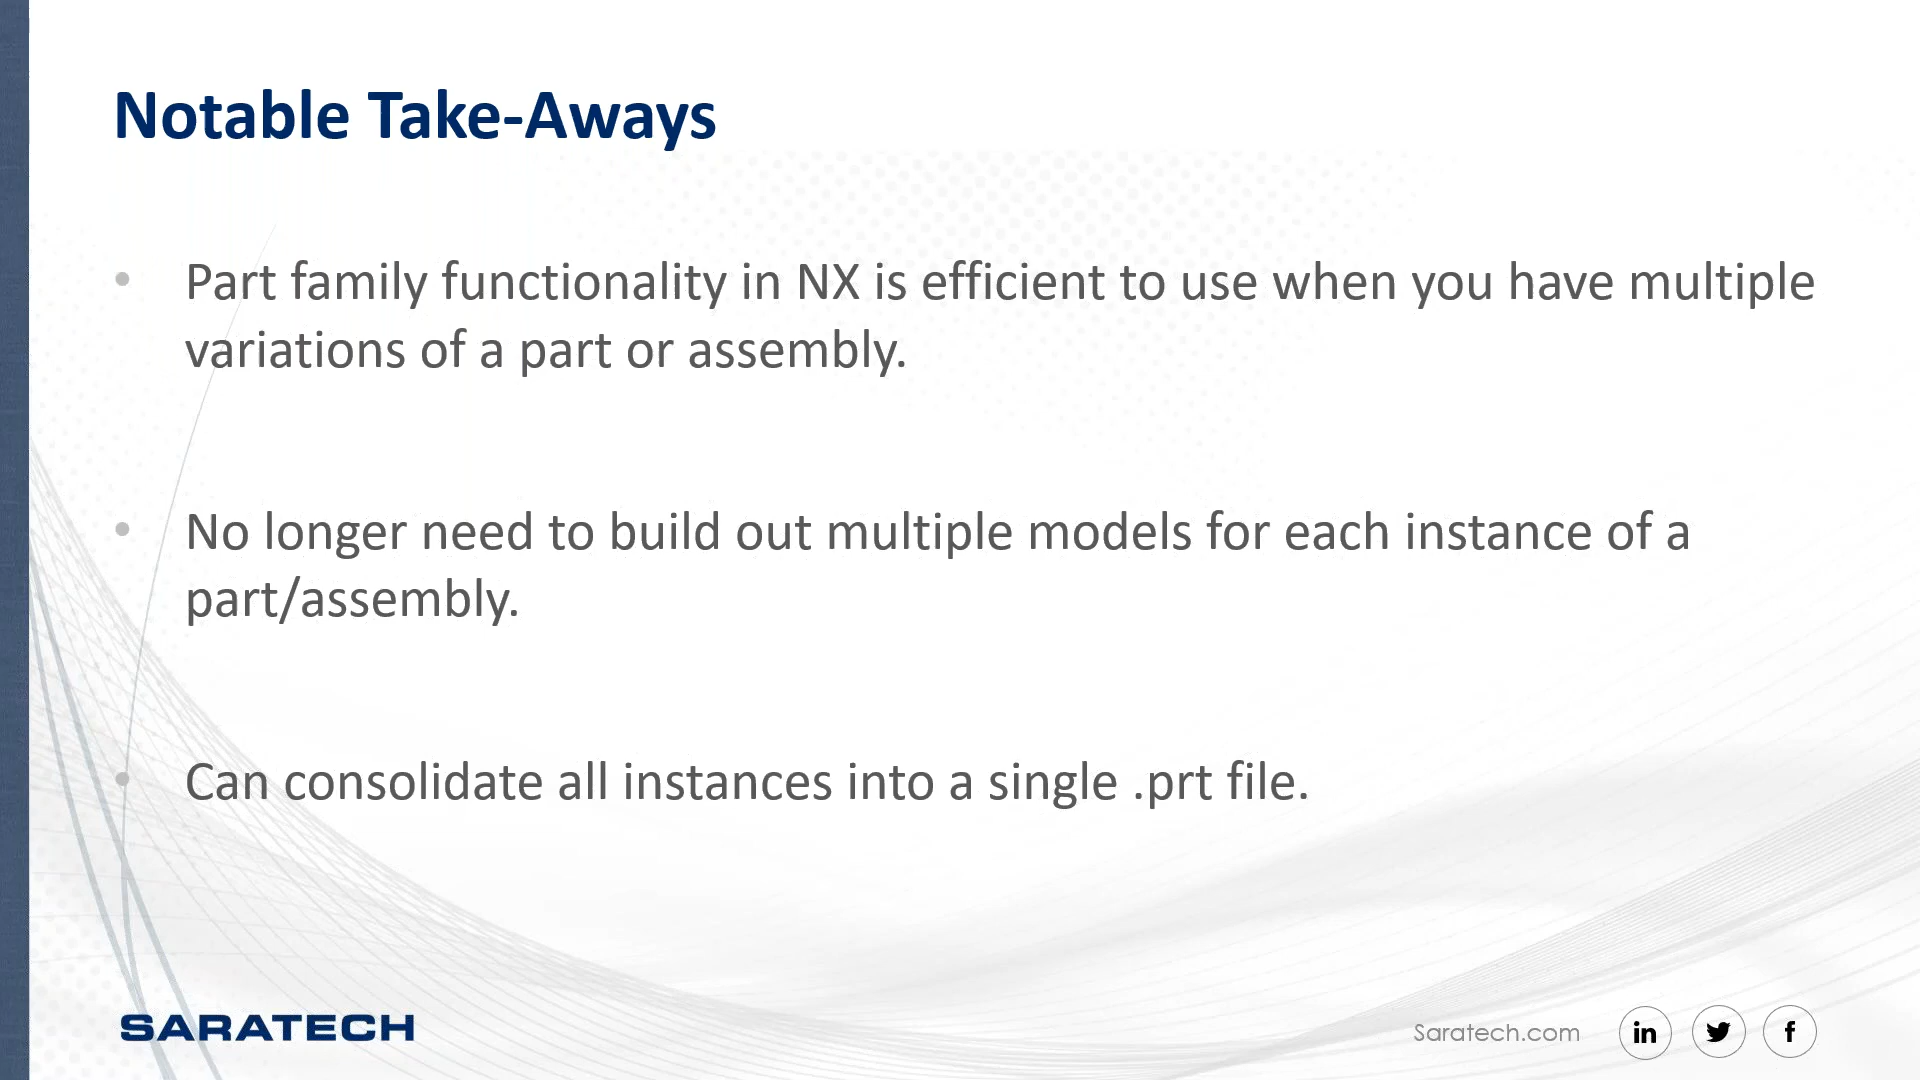 Notable Take-Aways
• Part family functionality in NX is efficient to use when you have multiple
variations of a part or assembly.
• No longer need to build out multiple models for each instance of a
part/assembly.
• Can consolidate all instances into a single .prt file.
SARATECH
Saratech.com
in
f